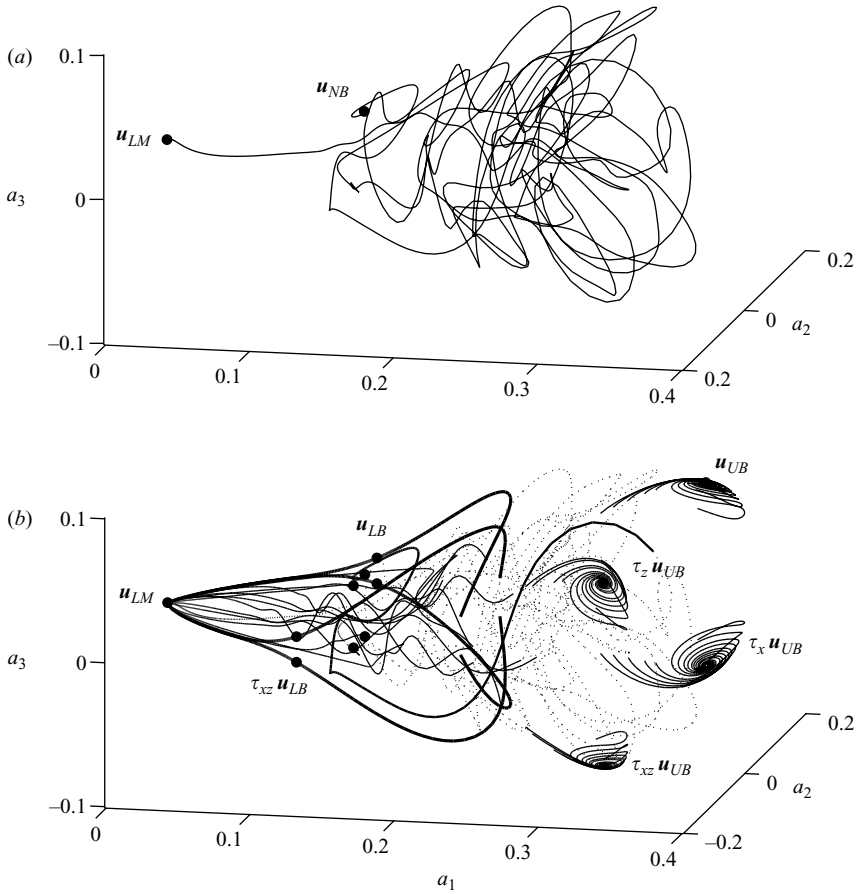 (a)
0.1
u_NB
u_LM
a_3
0
0.2
0
a_2
–0.1
0
0.1
0.2
0.3
0.4
0.2
u_UB
(b)
0.1
u_LB
τ_z u_UB
u_LM
a_3
0
τ_x u_UB
τ_xz u_LB
0.2
τ_xz u_UB
0
a_2
–0.1
0
0.1
0.2
0.3
0.4
–0.2
a_1